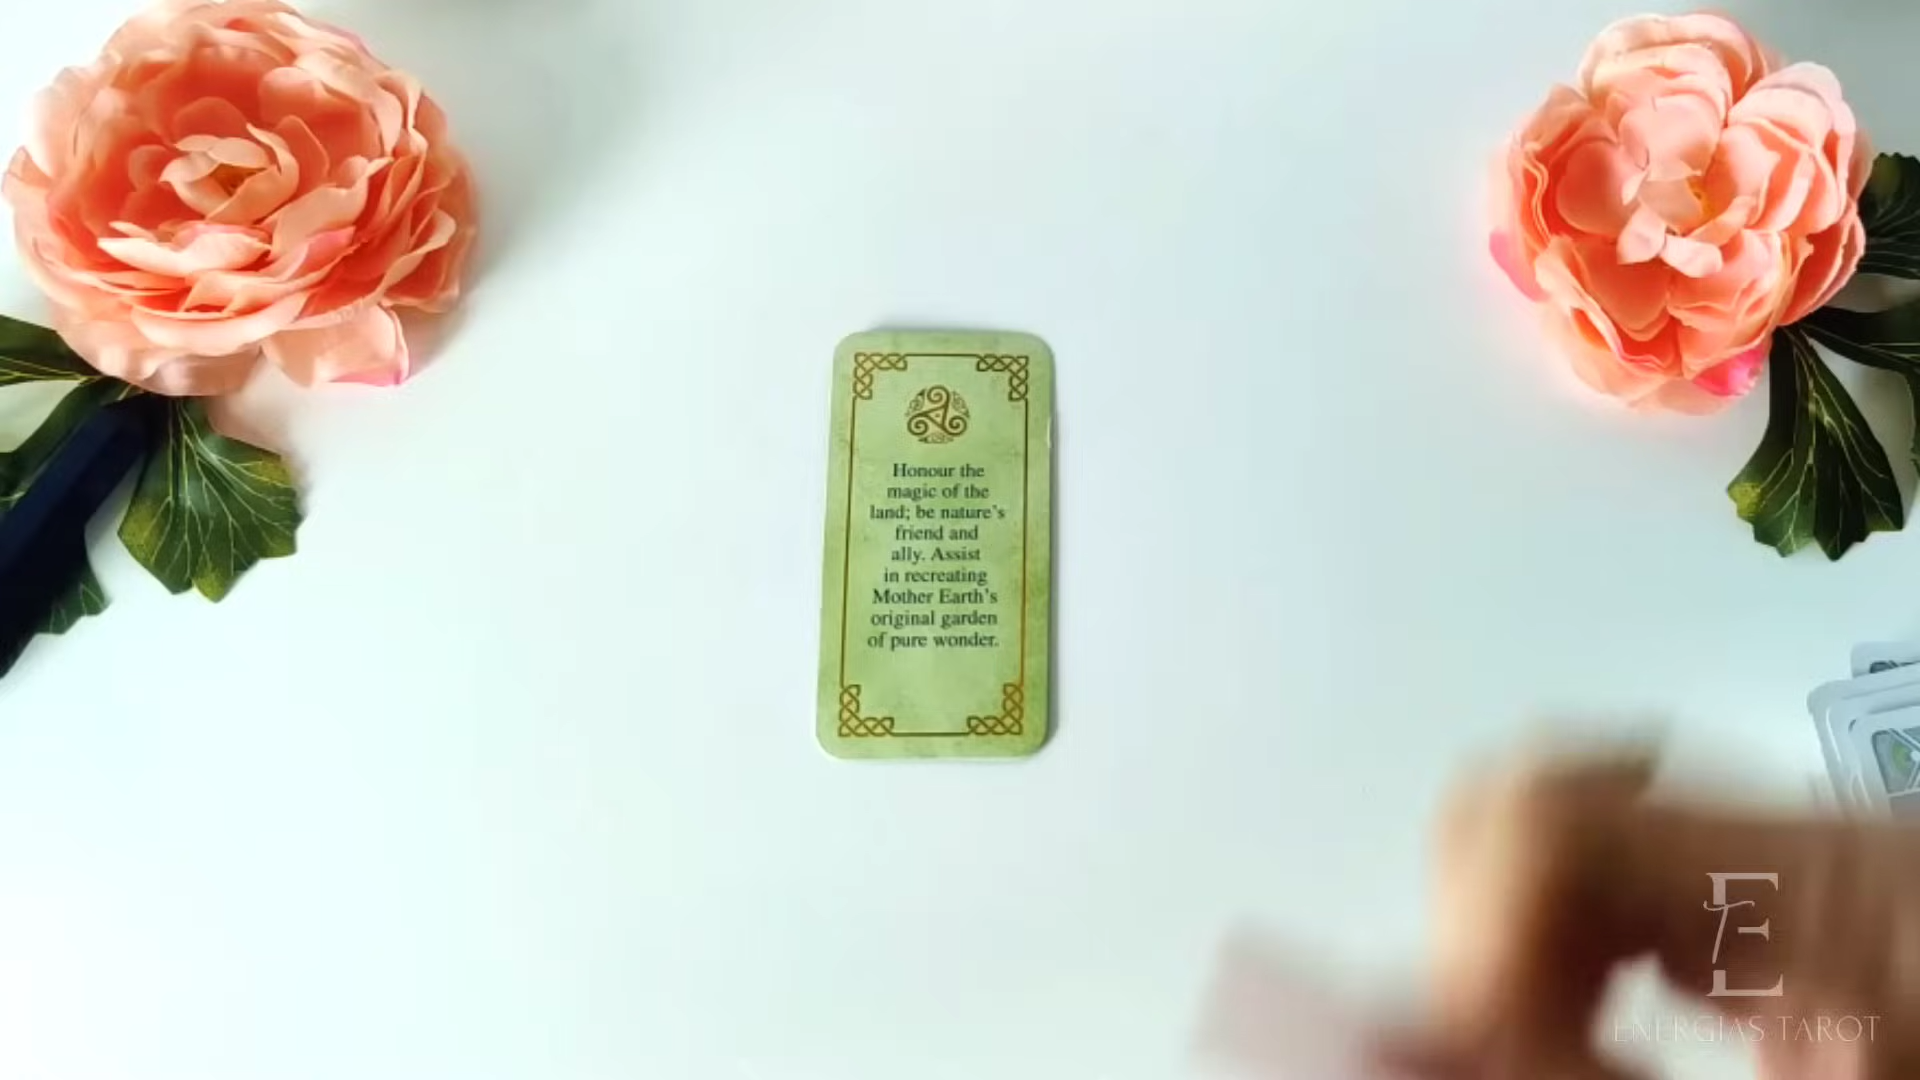 Honour the
magic of the
land; be nature's
friend and
ally. Assist
in recreating
Mother Earth's
original garden
of pure wonder.
E
ENERGIAS TAROT